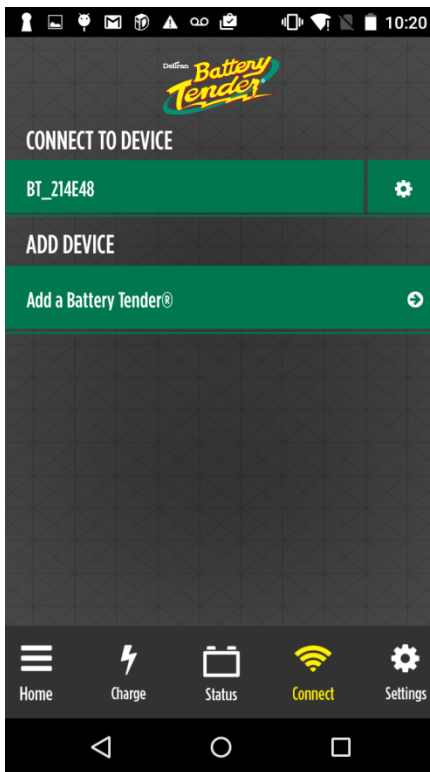 10:20
Deltran Battery
Tender®
CONNECT TO DEVICE
BT_214E48
ADD DEVICE
Add a Battery Tender®
Home Charge Status Connect Settings